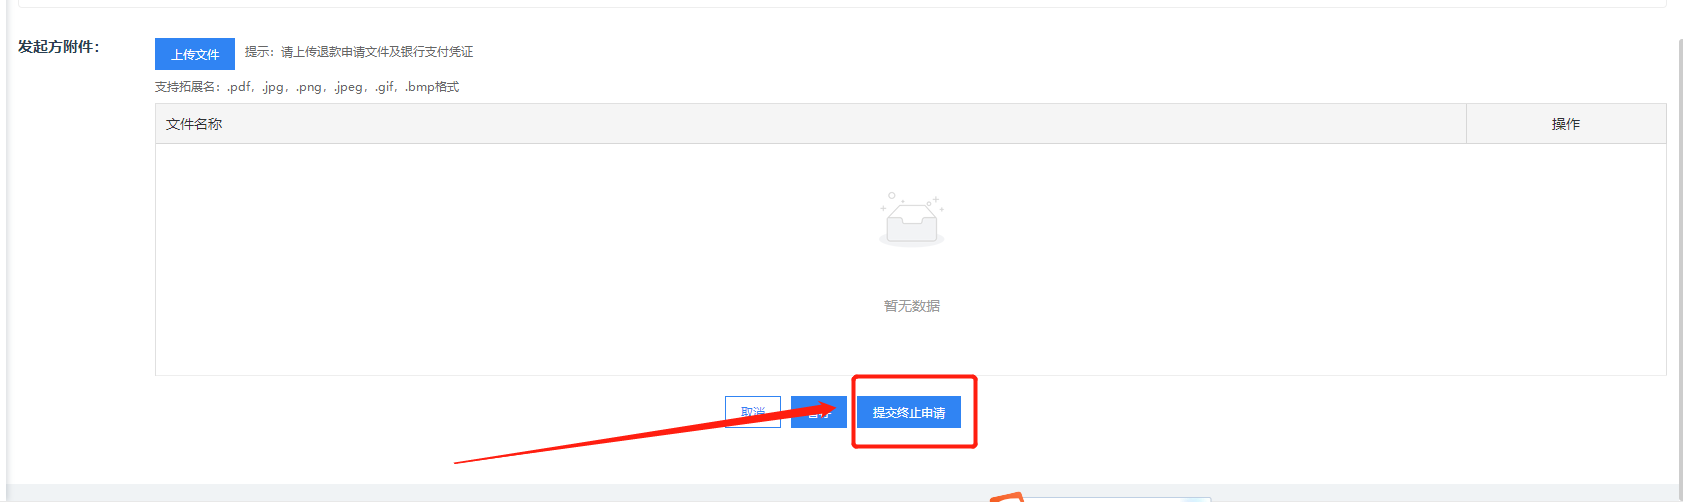 发起方附件：
上传文件 提示：请上传退款申请文件及银行支付凭证
支持拓展名：.pdf，.jpg，.png，.jpeg，.gif，.bmp格式
文件名称 操作
暂无数据
取消 暂存 提交终止申请